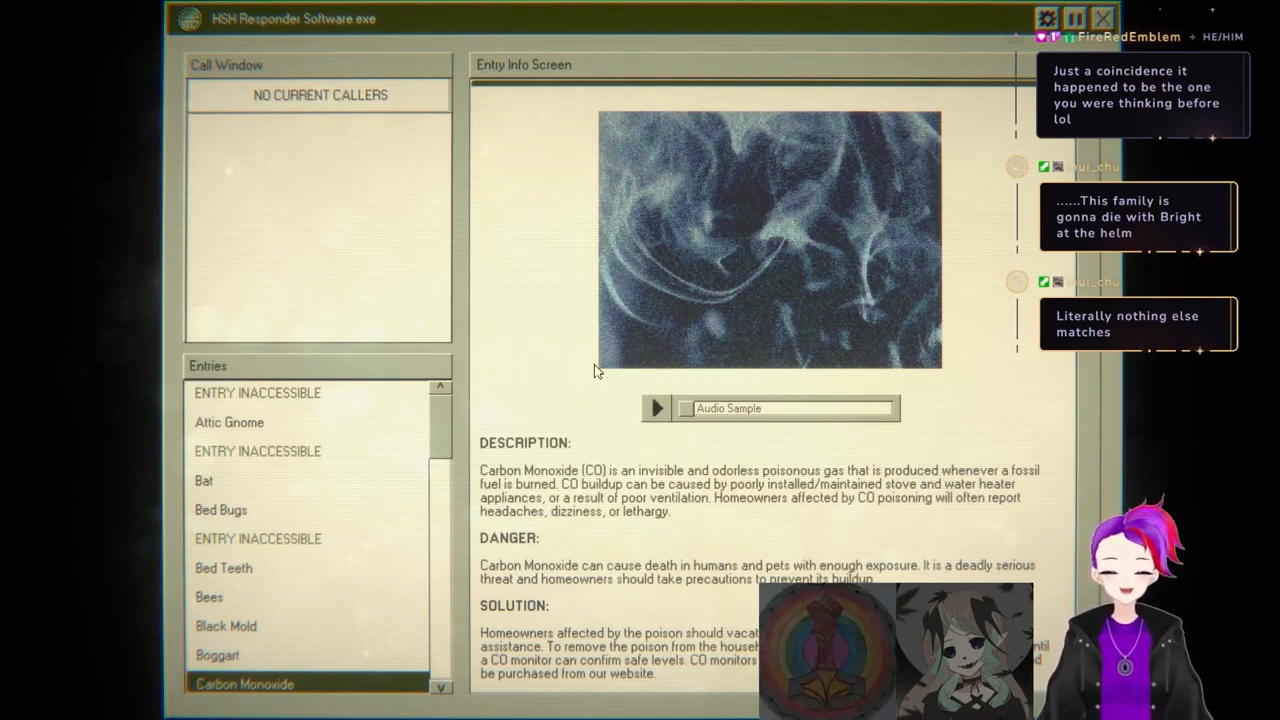 HSH Responder Software.exe
Call Window
NO CURRENT CALLERS
Entries
ENTRY INACCESSIBLE
Attic Gnome
ENTRY INACCESSIBLE
Bat
Bed Bugs
ENTRY INACCESSIBLE
Bed Teeth
Bees
Black Mold
Boggart
Carbon Monoxide
Entry Info Screen
Audio Sample
DESCRIPTION:
Carbon Monoxide (CO) is an invisible and odorless poisonous gas that is produced whenever a fossil
fuel is burned. CO buildup can be caused by poorly installed/maintained stove and water heater
appliances, or a result of poor ventilation. Homeowners affected by CO poisoning will often report
headaches, dizziness, or lethargy.
DANGER:
Carbon Monoxide can cause death in humans and pets with enough exposure. It is a deadly serious
threat and homeowners should take precautions to prevent its buildup.
SOLUTION:
Homeowners affected by the poison should vacat
assistance. To remove the poison from the househ
a CO monitor can confirm safe levels. CO monitors
be purchased from our website.
FireRedEmblem HE/HIM
Just a coincidence it
happened to be the one
you were thinking before
lol
......This family is
gonna die with Bright
at the helm
Literally nothing else
matches